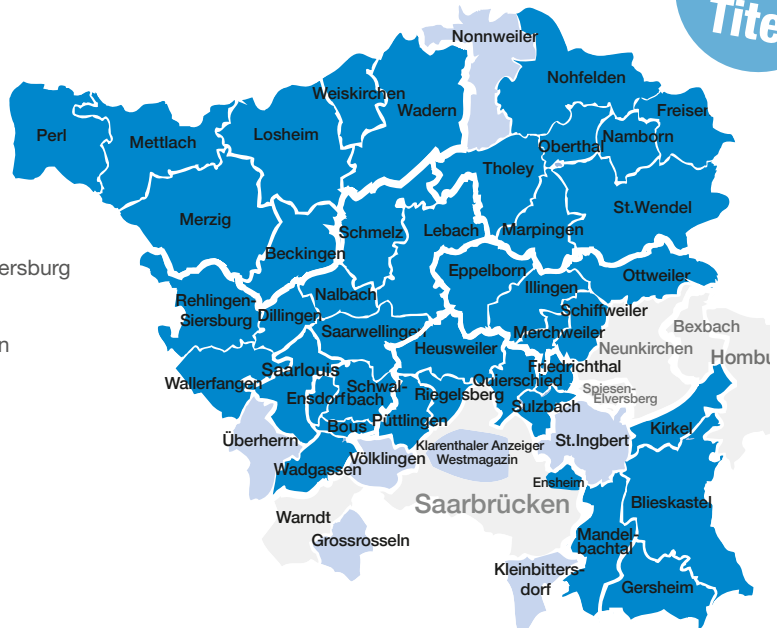 Tite
Nonnweiler
Nohfelden
Weiskirchen
Wadern
Freisen
Perl
Mettlach
Losheim
Oberthal
Namborn
Tholey
St.Wendel
Merzig
Schmelz
Lebach
Marpingen
Beckingen
ersburg
Eppelborn
Ottweiler
Illingen
Nalbach
Rehlingen-
Siersburg
Dillingen
Schiffweiler
Saarwellingen
Merchweiler
Bexbach
n
Heusweiler
Neunkirchen
Hombu
Saarlouis
Friedrichthal
Wallerfangen
Quierschied
Schwal-
bach
Ensdorf
Riegelsberg
Spiesen-
Elversberg
Sulzbach
Bous
Püttlingen
Kirkel
Überherrn
Klarenthaler Anzeiger
Westmagazin
St.Ingbert
Völklingen
Wadgassen
Ensheim
Saarbrücken
Blieskastel
Warndt
Mandel-
bachtal
Grossrosseln
Kleinbitters-
dorf
Gersheim